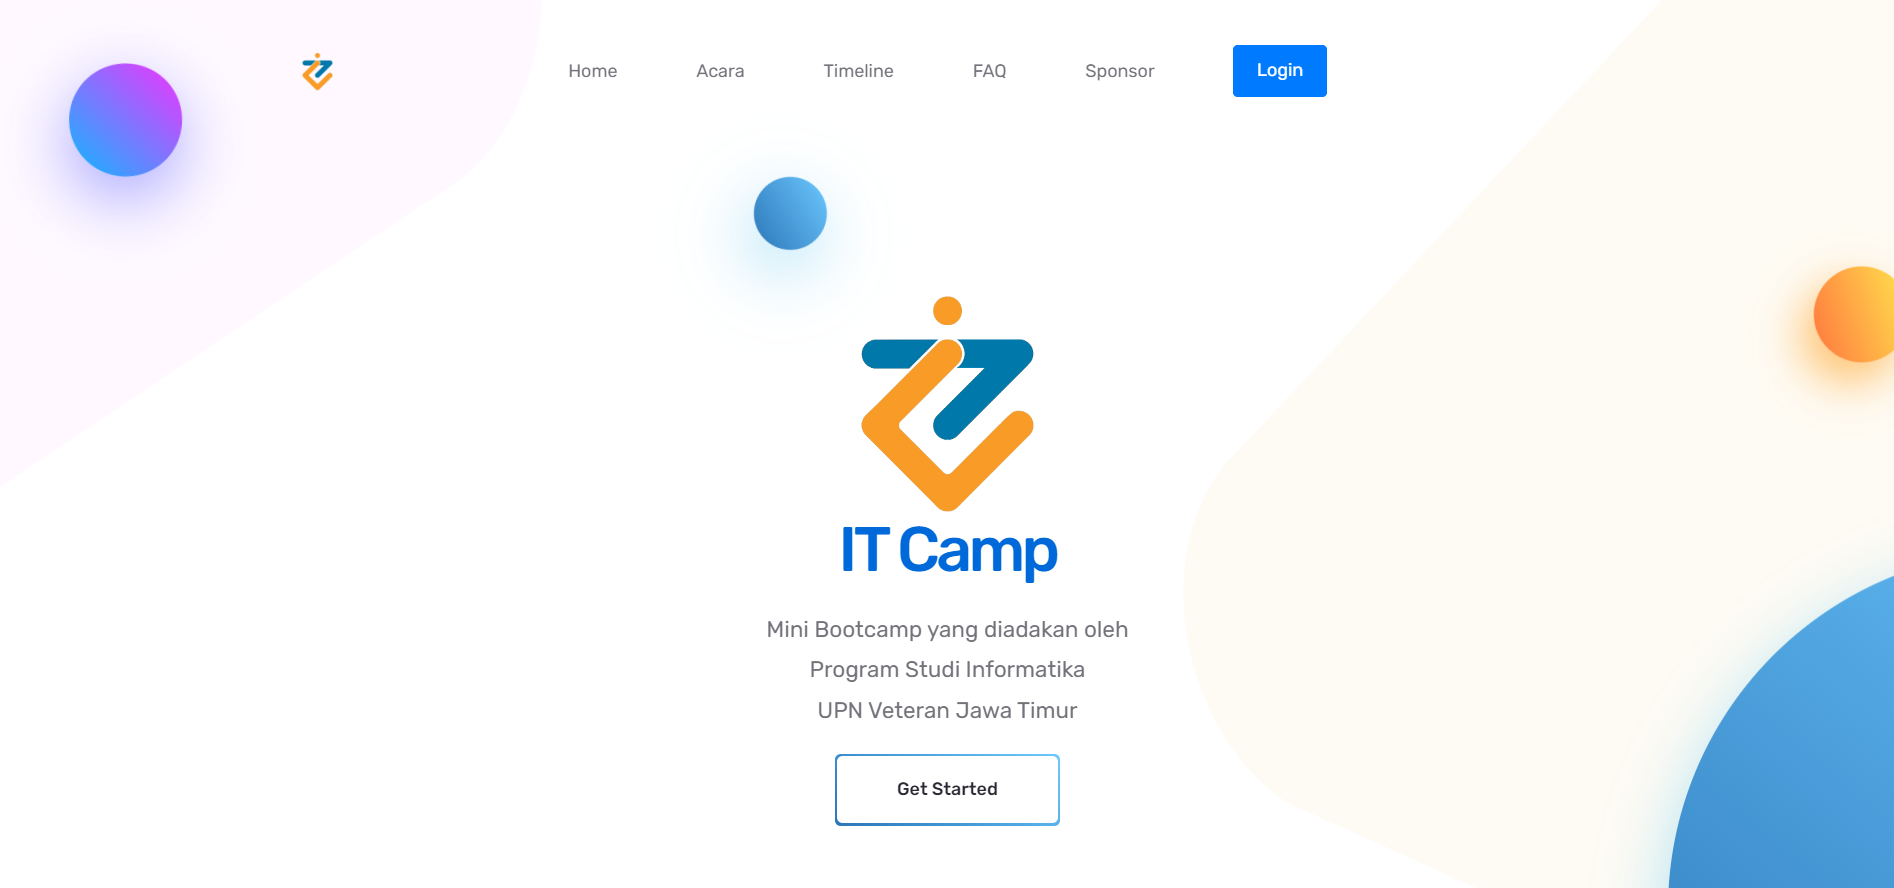 Home
Acara
Timeline
FAQ
Sponsor
Login
IT Camp
Mini Bootcamp yang diadakan oleh
Program Studi Informatika
UPN Veteran Jawa Timur
Get Started